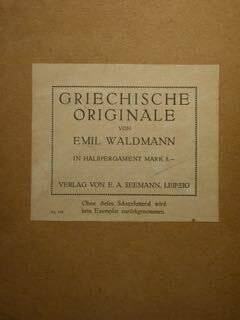 GRIECHISCHE
ORIGINALE
VON
EMIL WALDMANN
IN HALBPERGAMENT MARK 8.—
VERLAG VON E. A. SEEMANN, LEIPZIG
Ohne dieses Schutzfutteral wird
kein Exemplar zurückgenommen.